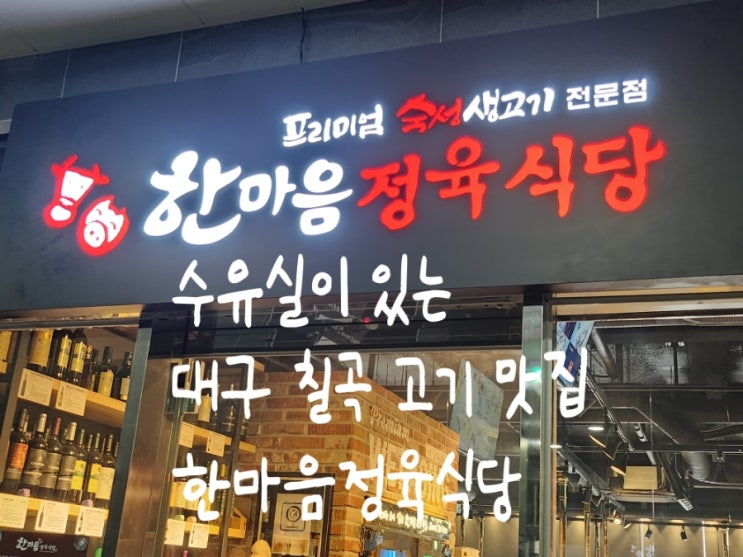 프리미엄 숙성생고기 전문점
한마음정육식당
수유실이 있는
대구 칠곡 고기 맛집
한마음정육식당